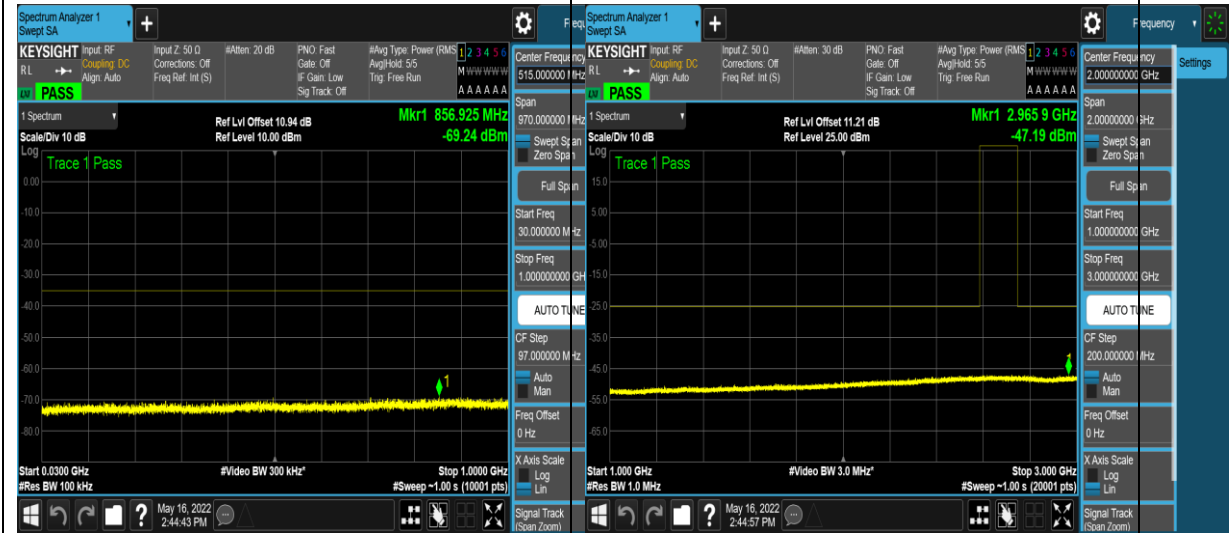 Spectrum Analyzer 1
Swept SA
KEYSIGHT
RL
LXI
PASS
Input: RF
Coupling: DC
Align: Auto
Input Z: 50 Ω
Corrections: Off
Freq Ref: Int (S)
#Atten: 20 dB
PNO: Fast
Gate: Off
IF Gain: Low
Sig Track: Off
#Avg Type: Power (RMS
Avg|Hold: 5/5
Trig: Free Run
1 2 3 4 5 6
M W W W W W
A A A A A A
1 Spectrum
Scale/Div 10 dB
Log
Ref Lvl Offset 10.94 dB
Ref Level 10.00 dBm
Mkr1 856.925 MHz
-69.24 dBm
Trace 1 Pass
0.00
-10.0
-20.0
-30.0
-40.0
-50.0
-60.0
-70.0
-80.0
1
Start 0.0300 GHz
#Res BW 100 kHz
#Video BW 300 kHz*
Stop 1.0000 GHz
#Sweep ~1.00 s (10001 pts)
May 16, 2022
2:44:43 PM
Frequ
Center Frequency
515.000000 MHz
Span
970.000000 MHz
Swept Span
Zero Span
Full Span
Start Freq
30.000000 MHz
Stop Freq
1.000000000 GH
AUTO TUNE
CF Step
97.000000 MHz
Auto
Man
Freq Offset
0 Hz
X Axis Scale
Log
Lin
Signal Track
(Span Zoom)
Spectrum Analyzer 1
Swept SA
KEYSIGHT
RL
LXI
PASS
Input: RF
Coupling: DC
Align: Auto
Input Z: 50 Ω
Corrections: Off
Freq Ref: Int (S)
#Atten: 30 dB
PNO: Fast
Gate: Off
IF Gain: Low
Sig Track: Off
#Avg Type: Power (RMS
Avg|Hold: 5/5
Trig: Free Run
1 2 3 4 5 6
M W W W W W
A A A A A A
1 Spectrum
Scale/Div 10 dB
Log
Ref Lvl Offset 11.21 dB
Ref Level 25.00 dBm
Mkr1 2.965 9 GHz
-47.19 dBm
Trace 1 Pass
15.0
5.00
-5.00
-15.0
-25.0
-45.0
-55.0
-65.0
1
Start 1.000 GHz
#Res BW 1.0 MHz
#Video BW 3.0 MHz*
Stop 3.000 GHz
#Sweep ~1.00 s (20001 pts)
May 16, 2022
2:44:57 PM
Frequency
Settings
Center Frequency
2.000000000 GHz
Span
2.00000000 GHz
Swept Span
Zero Span
Full Span
Start Freq
1.000000000 GHz
Stop Freq
3.000000000 GHz
AUTO TUNE
CF Step
200.000000 MHz
Auto
Man
Freq Offset
0 Hz
X Axis Scale
Log
Lin
Signal Track
(Span Zoom)